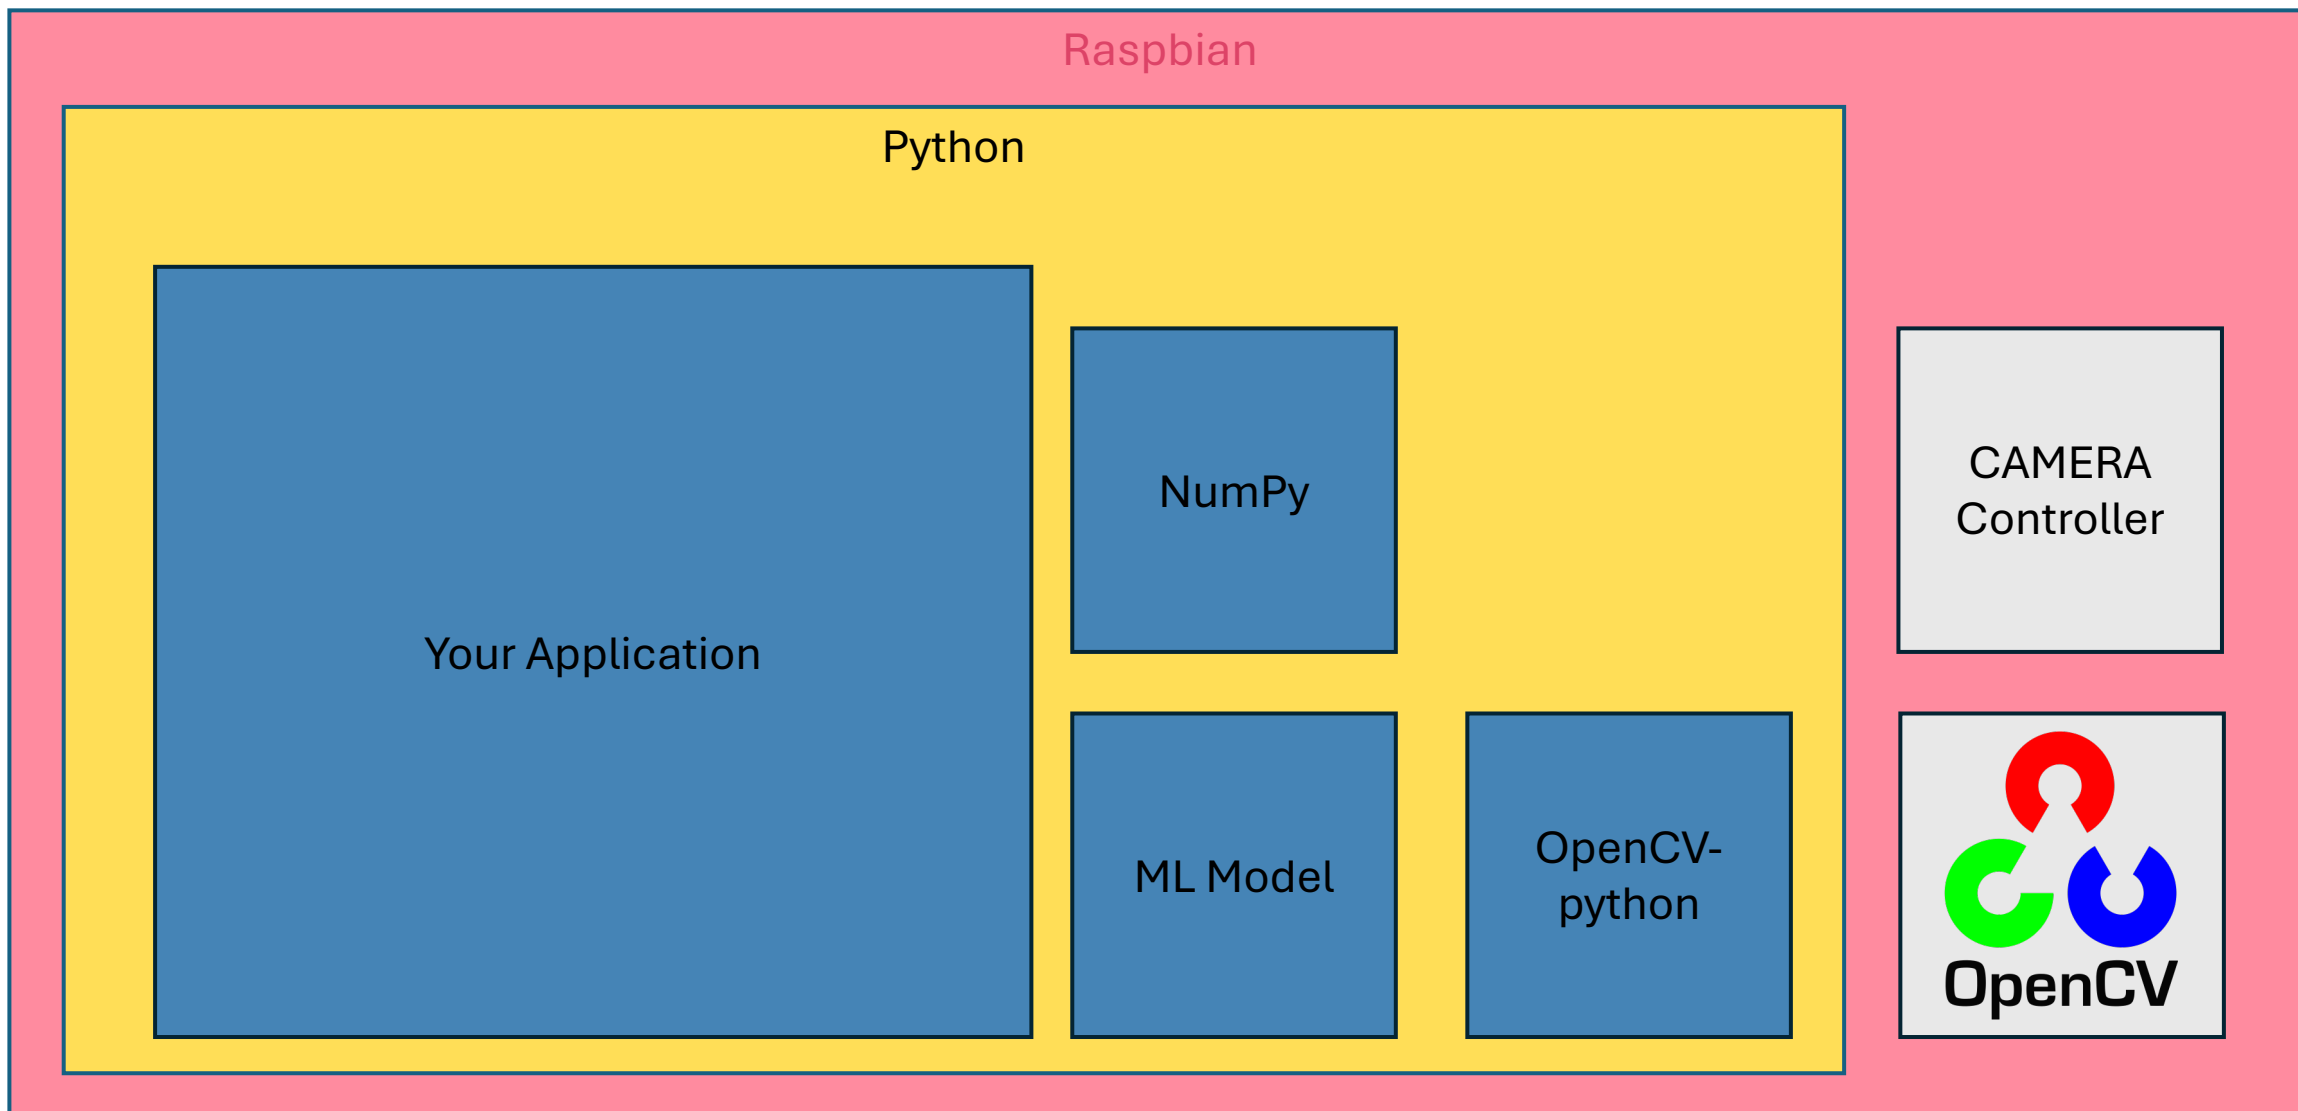 Raspbian
Python
Your Application
NumPy
CAMERA
Controller
ML Model
OpenCV-
python
OpenCV